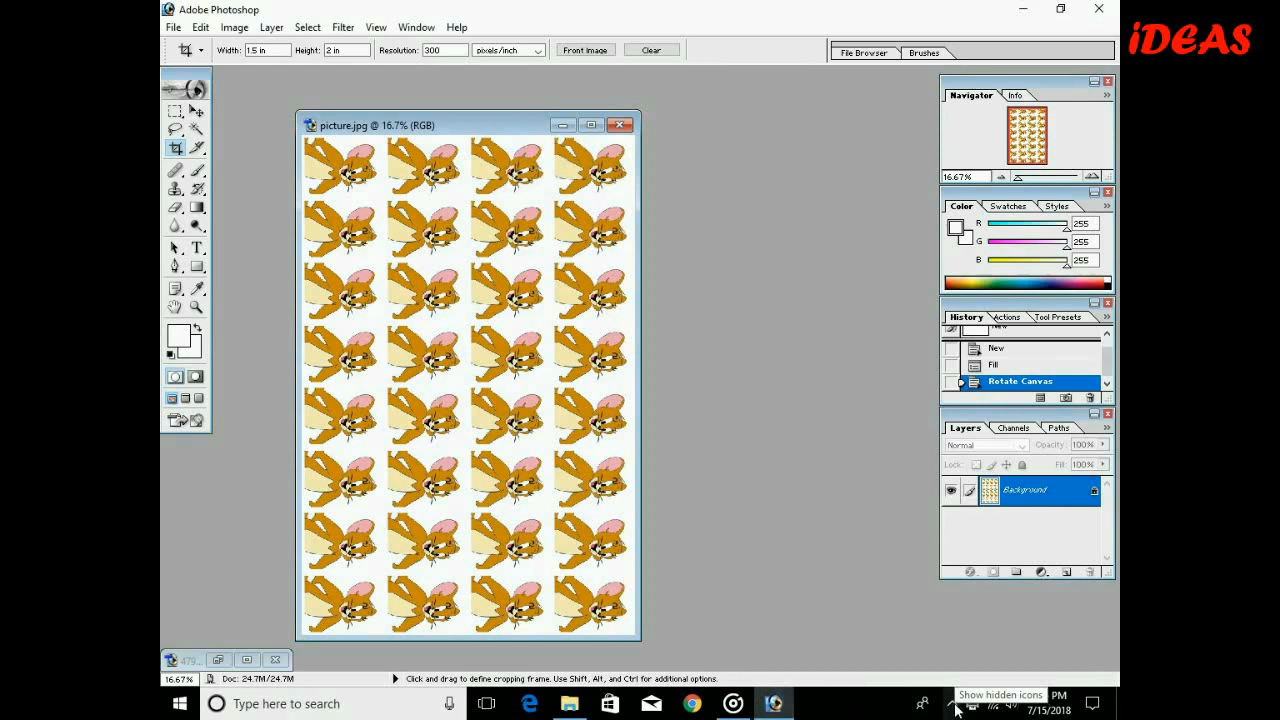 Adobe Photoshop
iDEAS
File Edit Image Layer Select Filter View Window Help
Width: 1.5 in Height: 2 in Resolution: 300 pixels/inch Front Image Clear File Browser Brushes
picture.jpg @ 16.7% (RGB)
Navigator Info
16.67%
Color Swatches Styles
R 255
G 255
B 255
History Actions Tool Presets
New
New
Fill
Rotate Canvas
Layers Channels Paths
Normal Opacity: 100%
Lock: Fill: 100%
Background
479...
16.67% Doc: 24.7M/24.7M Click and drag to define cropping frame. Use Shift, Alt, and Ctrl for additional options.
Type here to search
Show hidden icons PM
7/15/2018